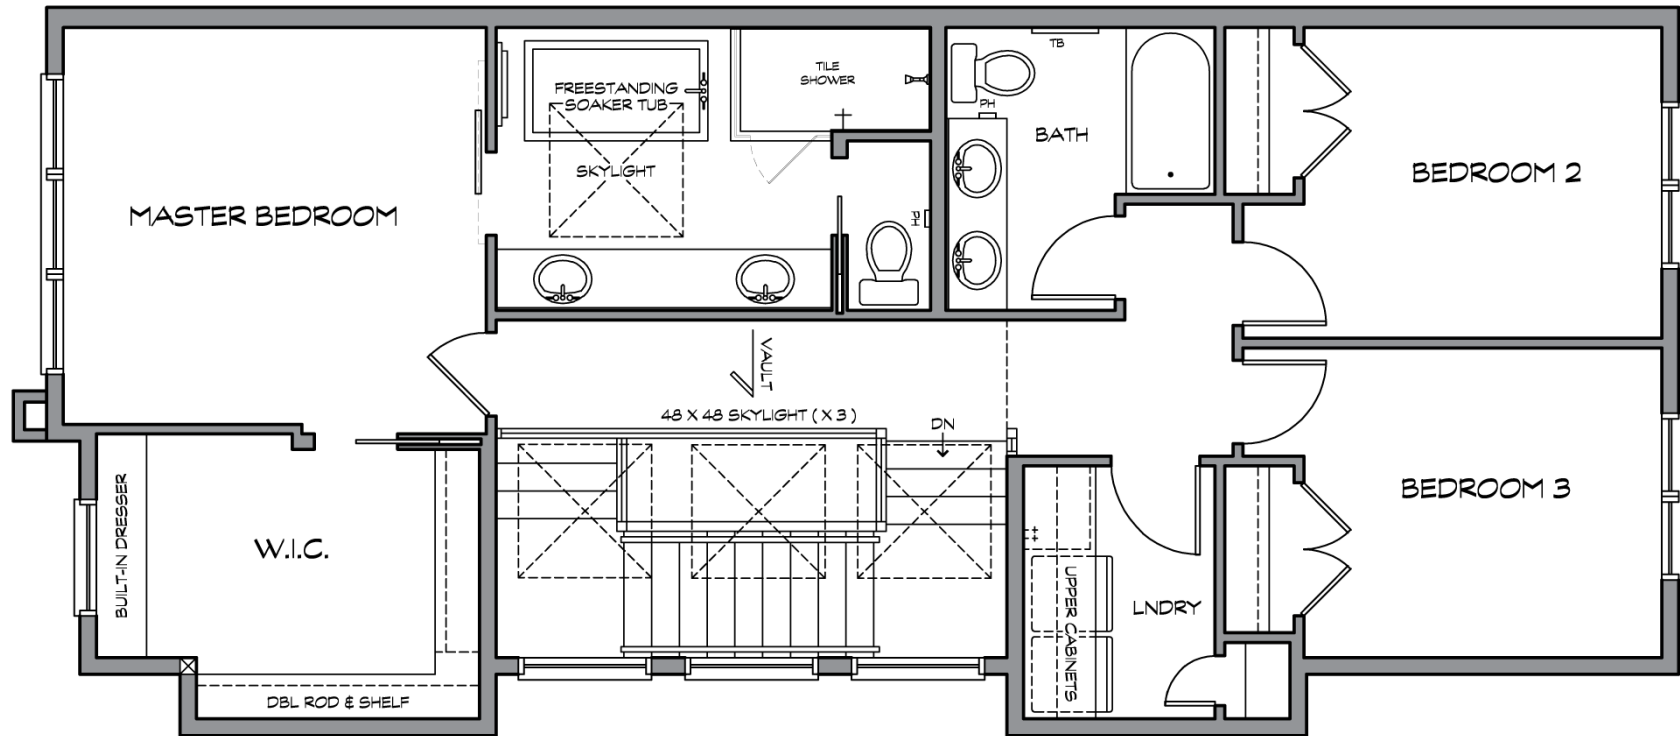 TILE
SHOWER
TB
FREESTANDING
SOAKER TUB
PH
BATH
SKYLIGHT
BEDROOM 2
MASTER BEDROOM
PH
VAULT
48 X 48 SKYLIGHT ( X 3 )
DN
BEDROOM 3
BUILT-IN DRESSER
W.I.C.
UPPER CABINETS
LNDRY
DBL ROD & SHELF